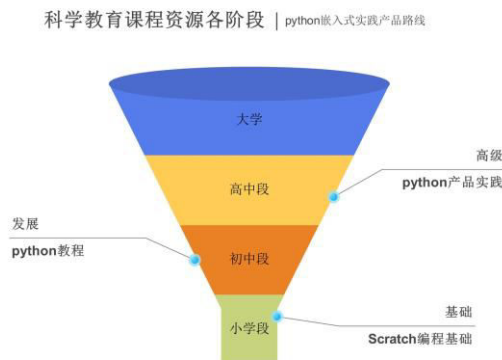 科学教育课程资源各阶段 | python嵌入式实践产品路线
大学
高级
高中段
python产品实践
发展
python教程
初中段
基础
小学段
Scratch编程基础